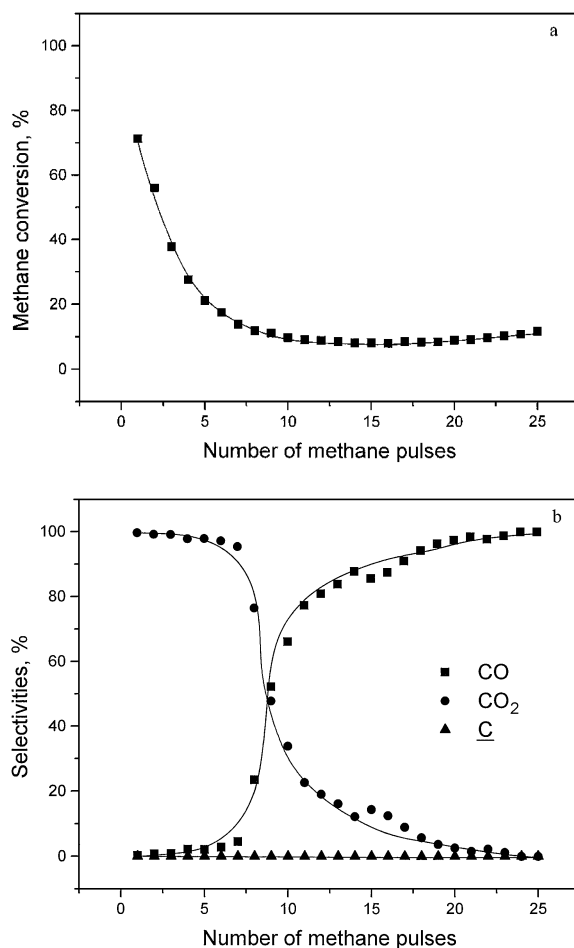 a
100
80
60
40
20
0
Methane conversion, %
0 5 10 15 20 25
Number of methane pulses
b
100
80
60
40
20
0
Selectivities, %
CO
CO₂
C
0 5 10 15 20 25
Number of methane pulses